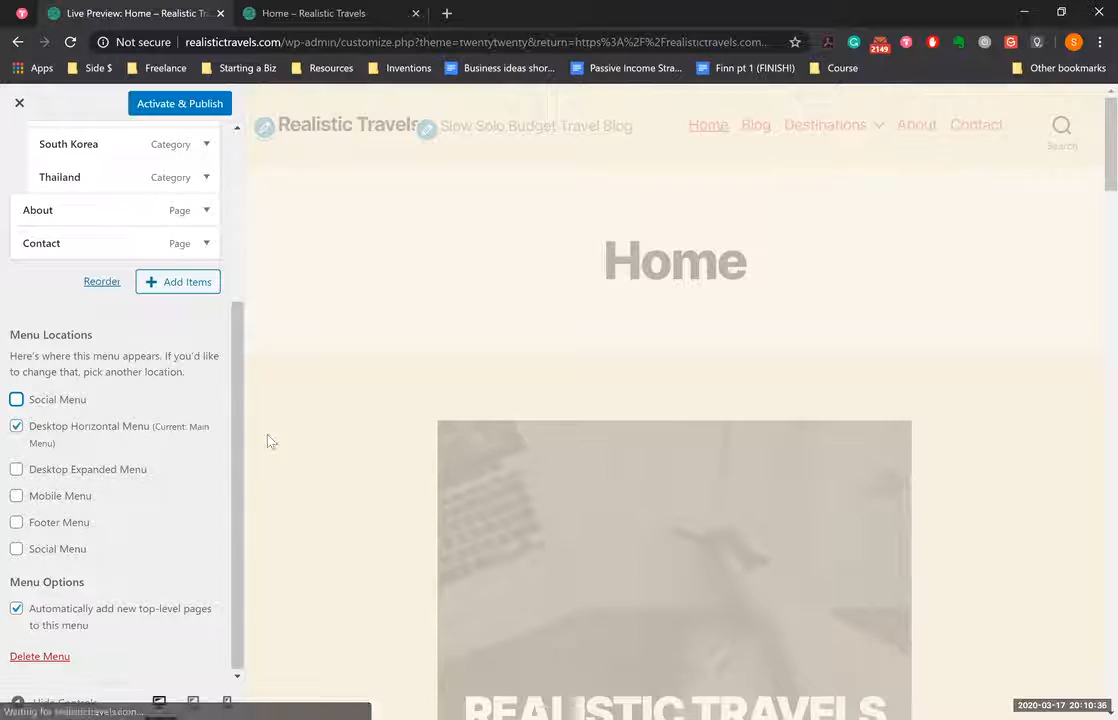 Live Preview: Home – Realistic Tr
Home – Realistic Travels
Not secure
realistictravels.com/wp-admin/customize.php?theme=twentytwenty&return=https%3A%2F%2Frealistictravels.com...
2149
Apps
Side $
Freelance
Starting a Biz
Resources
Inventions
Business ideas shor...
Passive Income Stra...
Finn pt 1 (FINISH!)
Course
Other bookmarks
Activate & Publish
South Korea
Category
Thailand
Category
About
Page
Contact
Page
Reorder
Add Items
Menu Locations
Here's where this menu appears. If you'd like
to change that, pick another location.
Social Menu
Desktop Horizontal Menu (Current: Main
Menu)
Desktop Expanded Menu
Mobile Menu
Footer Menu
Social Menu
Menu Options
Automatically add new top-level pages
to this menu
Delete Menu
Hide Controls
Waiting for realistictravels.com...
Realistic Travels
Slow Solo Budget Travel Blog
Home
Blog
Destinations
About
Contact
Search
Home
REALISTIC TRAVELS
2020-03-17 20:10:36